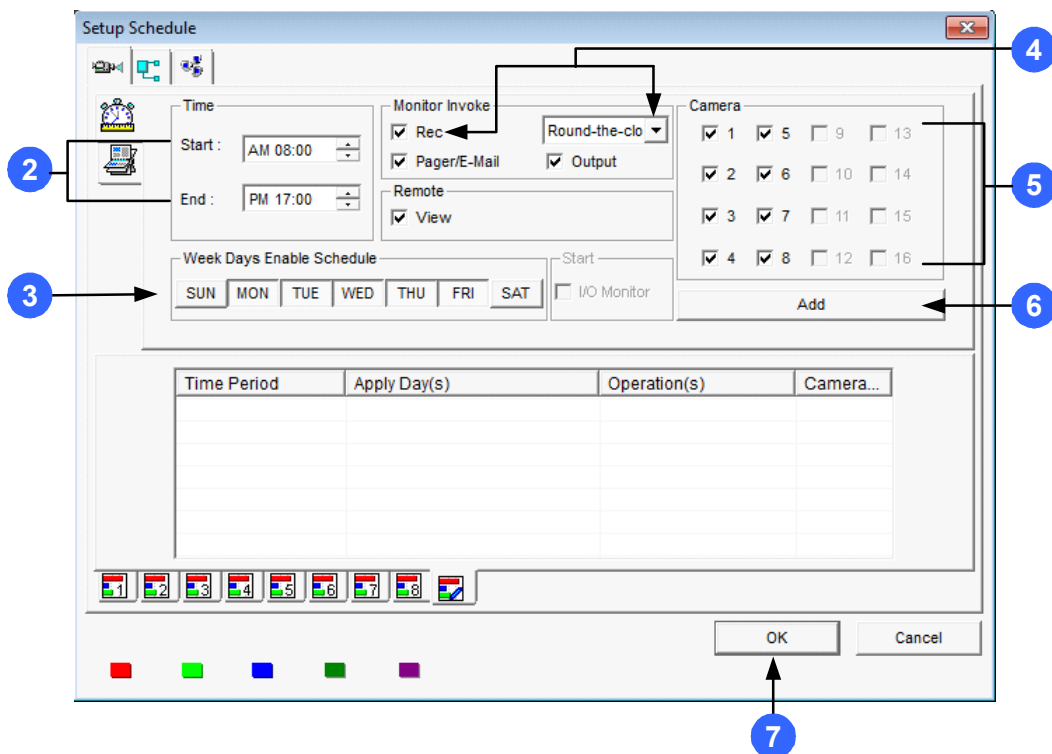 Setup Schedule
4
Time
Monitor Invoke
Camera
Start :
AM 08:00
Rec
Round-the-clo
1 5 9 13
2
Pager/E-Mail
Output
2 6 10 14
5
End :
PM 17:00
Remote
View
3 7 11 15
Week Days Enable Schedule
Start
4 8 12 16
3
SUN MON TUE WED THU FRI SAT
I/O Monitor
Add
6
Time Period Apply Day(s) Operation(s) Camera...
1 2 3 4 5 6 7 8
OK
Cancel
7